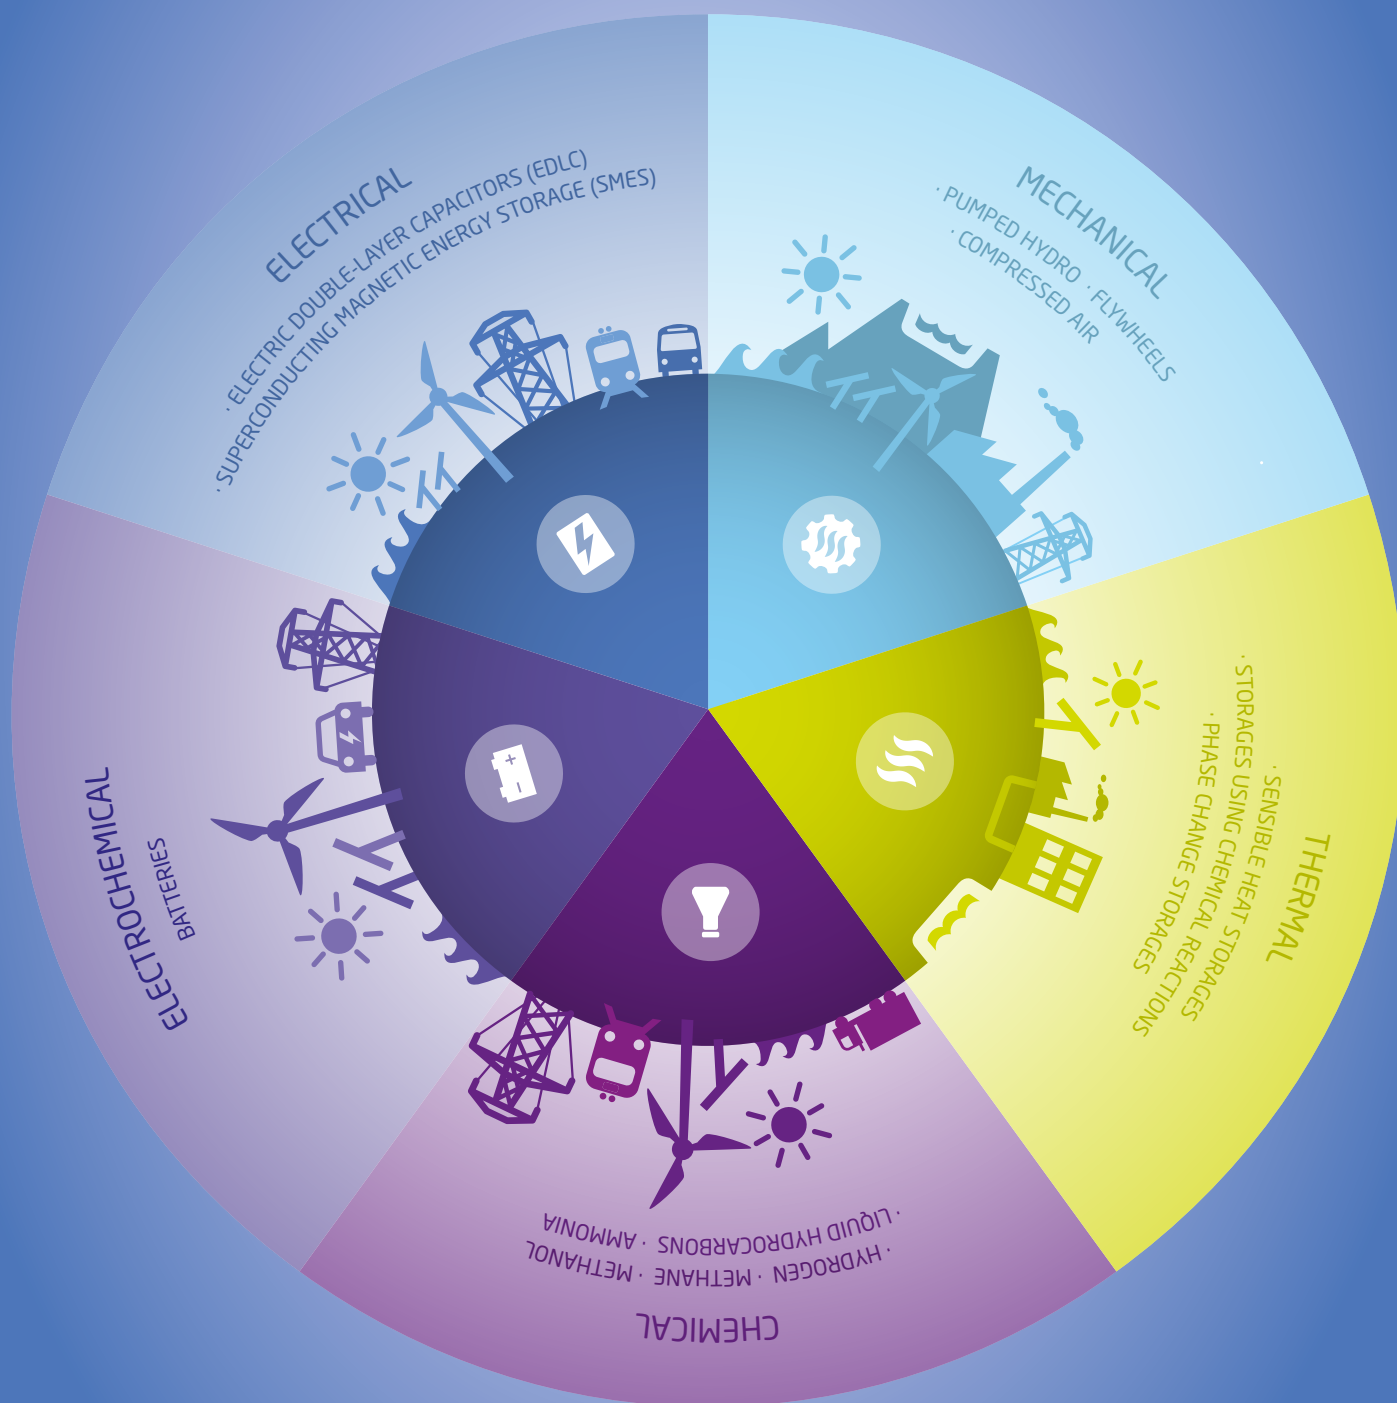 ELECTRICAL
· ELECTRIC DOUBLE-LAYER CAPACITORS (EDLC)
· SUPERCONDUCTING MAGNETIC ENERGY STORAGE (SMES)
MECHANICAL
· PUMPED HYDRO · FLYWHEELS
· COMPRESSED AIR
THERMAL
· SENSIBLE HEAT STORAGES
· STORAGES USING CHEMICAL REACTIONS
· PHASE CHANGE STORAGES
CHEMICAL
· HYDROGEN · METHANE · METHANOL
· LIQUID HYDROCARBONS · AMMONIA
ELECTROCHEMICAL
BATTERIES